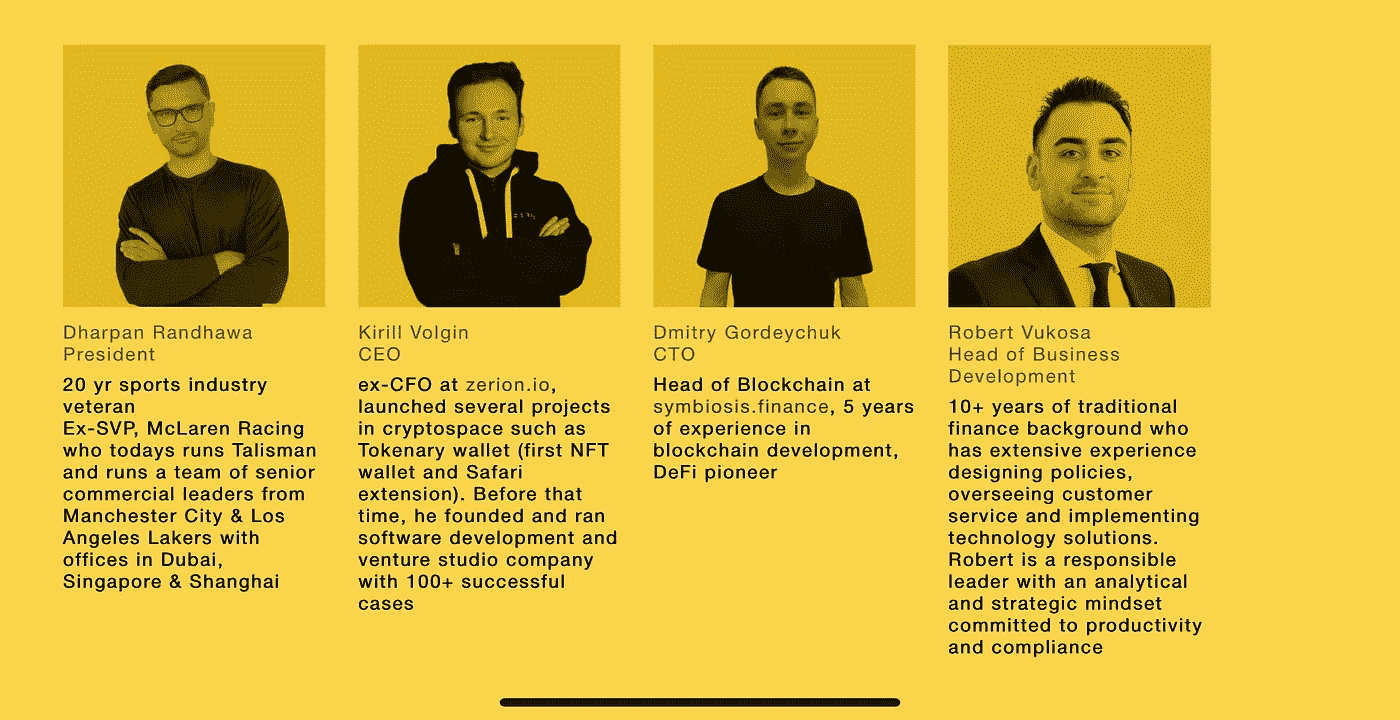 Dharpan Randhawa
President
20 yr sports industry
veteran
Ex-SVP, McLaren Racing
who todays runs Talisman
and runs a team of senior
commercial leaders from
Manchester City & Los
Angeles Lakers with
offices in Dubai,
Singapore & Shanghai
Kirill Volgin
CEO
ex-CFO at zerion.io,
launched several projects
in cryptospace such as
Tokenary wallet (first NFT
wallet and Safari
extension). Before that
time, he founded and ran
software development and
venture studio company
with 100+ successful
cases
Dmitry Gordeychuk
CTO
Head of Blockchain at
symbiosis.finance, 5 years
of experience in
blockchain development,
DeFi pioneer
Robert Vukosa
Head of Business
Development
10+ years of traditional
finance background who
has extensive experience
designing policies,
overseeing customer
service and implementing
technology solutions.
Robert is a responsible
leader with an analytical
and strategic mindset
committed to productivity
and compliance